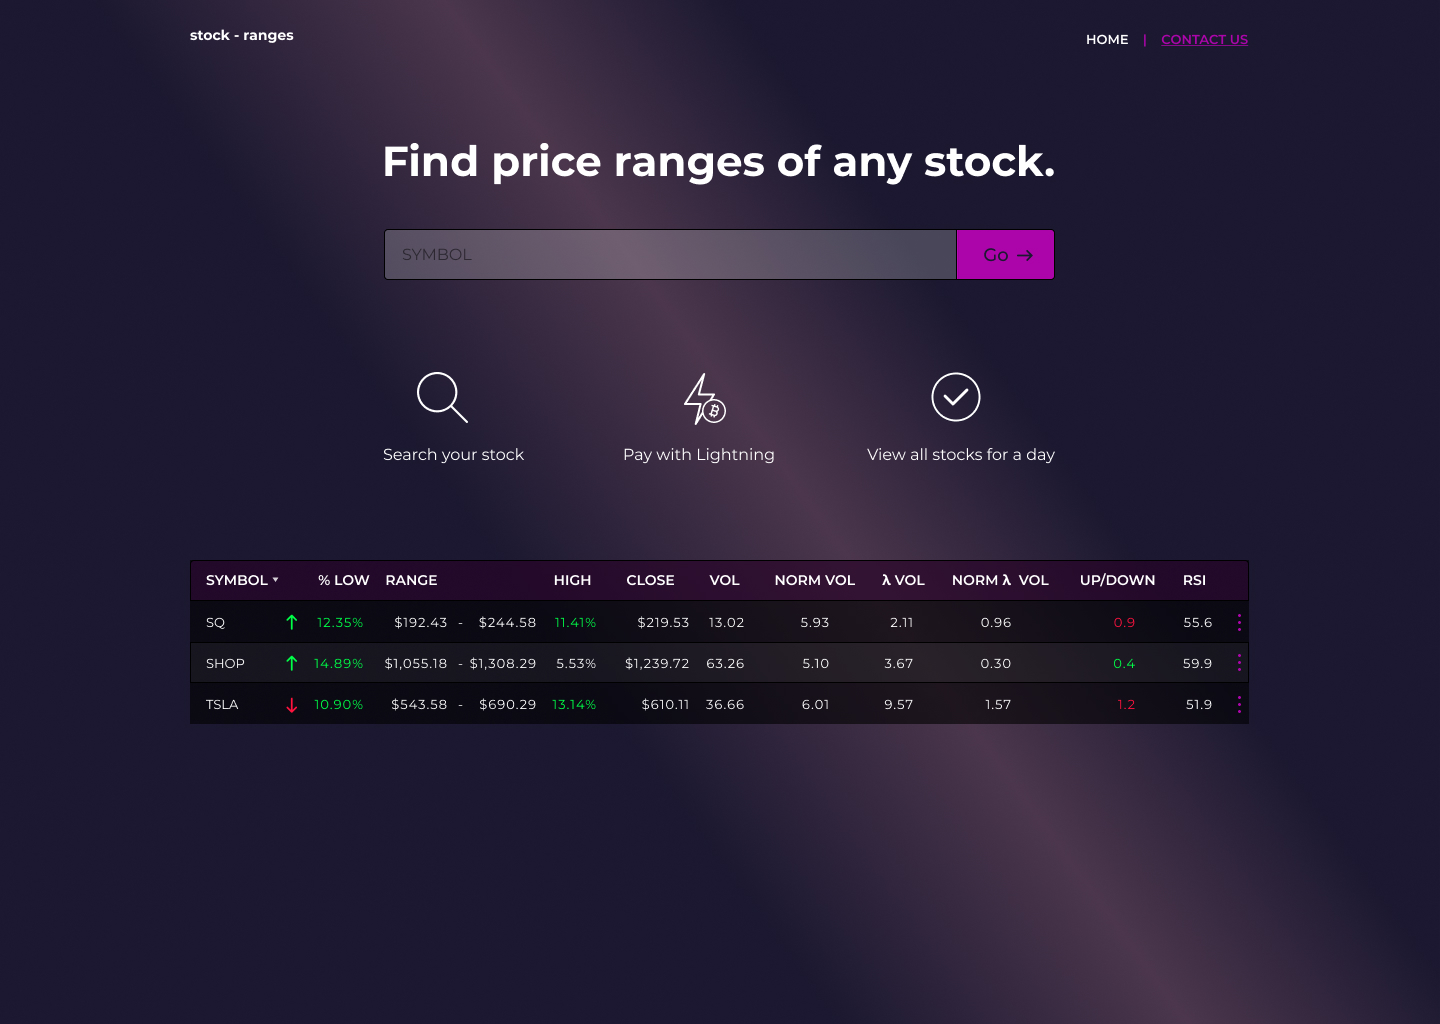 stock - ranges
HOME | CONTACT US
Find price ranges of any stock.
SYMBOL
Go →
Search your stock
Pay with Lightning
View all stocks for a day
SYMBOL % LOW RANGE HIGH CLOSE VOL NORM VOL λ VOL NORM λ VOL UP/DOWN RSI
SQ ↑ 12.35% $192.43 - $244.58 11.41% $219.53 13.02 5.93 2.11 0.96 0.9 55.6
SHOP ↑ 14.89% $1,055.18 - $1,308.29 5.53% $1,239.72 63.26 5.10 3.67 0.30 0.4 59.9
TSLA ↓ 10.90% $543.58 - $690.29 13.14% $610.11 36.66 6.01 9.57 1.57 1.2 51.9